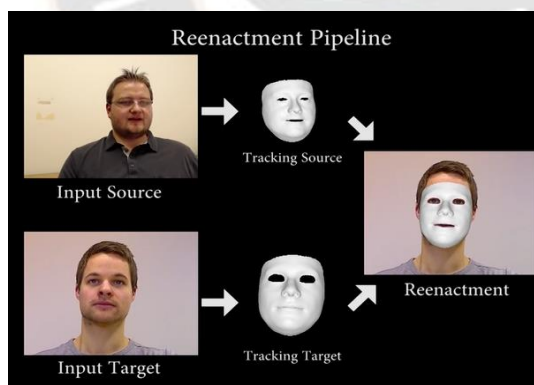 Reenactment Pipeline
Input Source
Tracking Source
Reenactment
Input Target
Tracking Target